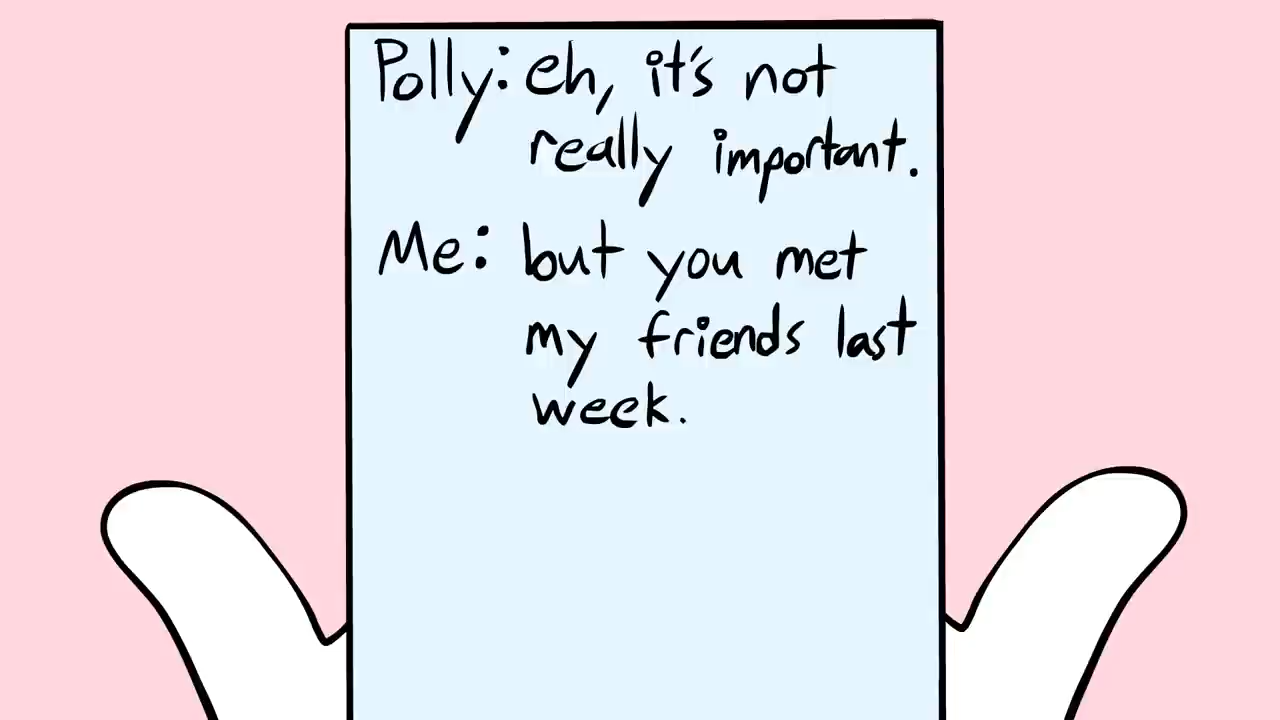 Polly: eh, it's not
really important.
Me: but you met
my friends last
week.